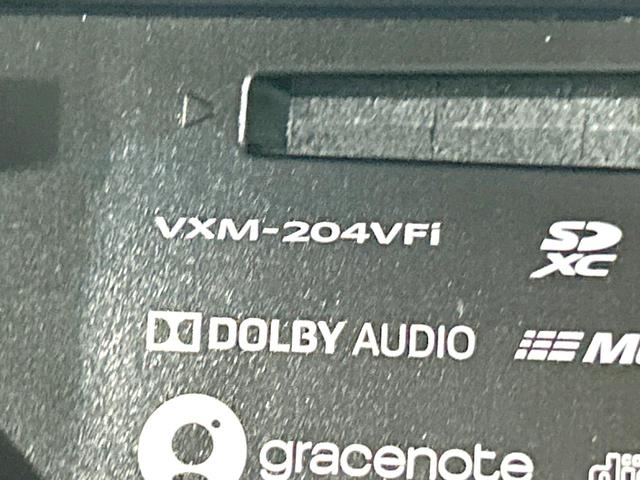 VXM-204VFi
SD
XC
DOLBY AUDIO
gracenote